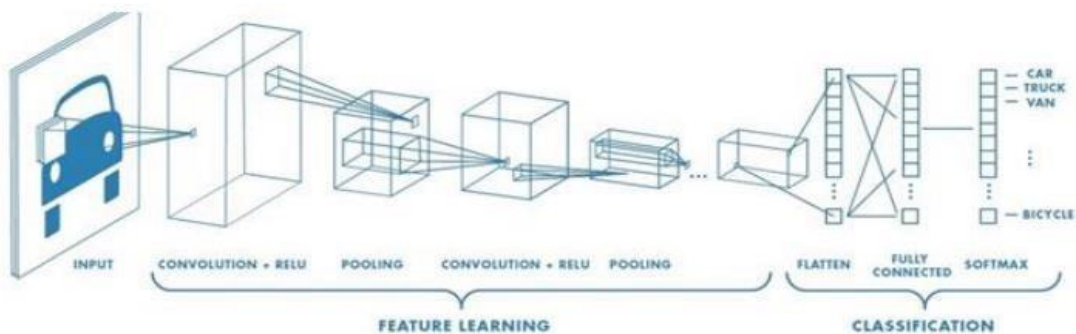 CAR
TRUCK
VAN
BICYCLE
INPUT
CONVOLUTION + RELU
POOLING
CONVOLUTION + RELU
POOLING
FLATTEN
FULLY
CONNECTED
SOFTMAX
FEATURE LEARNING
CLASSIFICATION